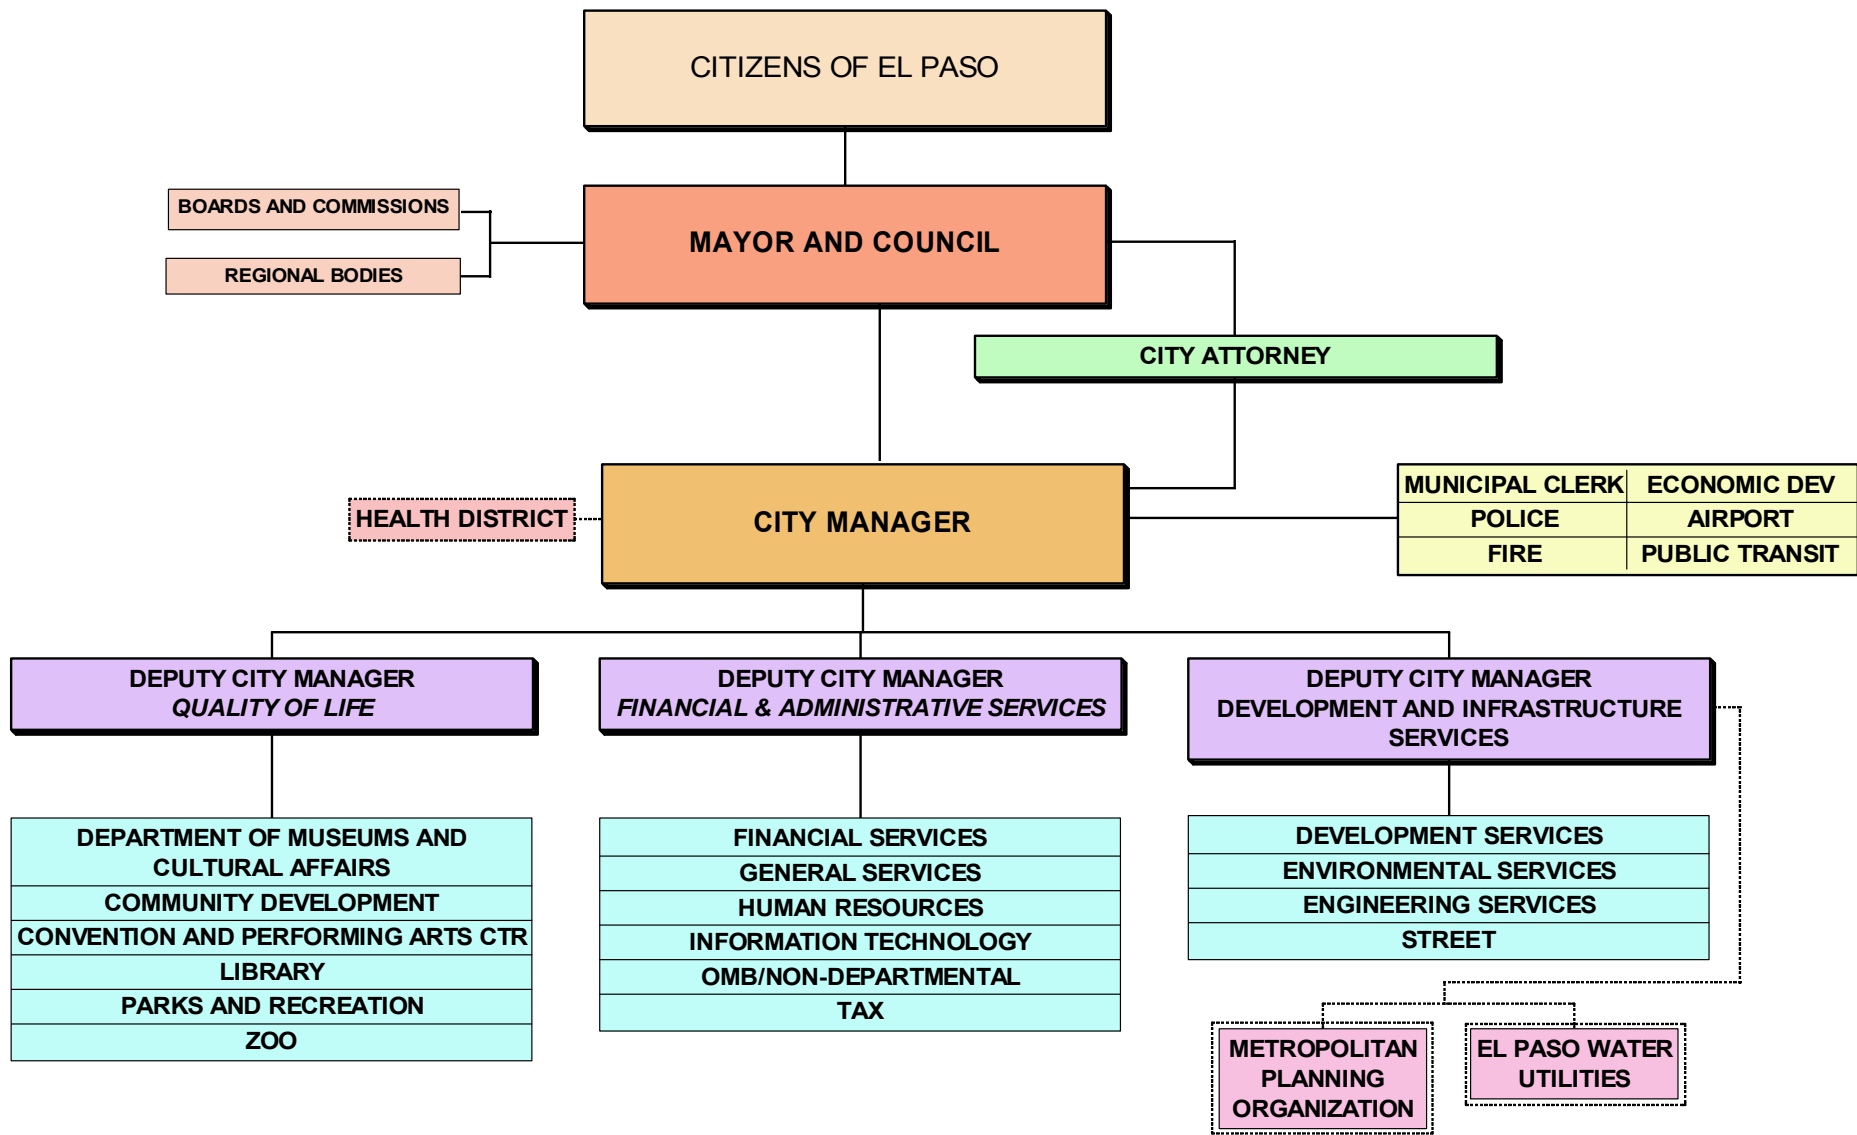 CITIZENS OF EL PASO
BOARDS AND COMMISSIONS
REGIONAL BODIES
MAYOR AND COUNCIL
CITY ATTORNEY
HEALTH DISTRICT
CITY MANAGER
MUNICIPAL CLERK ECONOMIC DEV
POLICE AIRPORT
FIRE PUBLIC TRANSIT
DEPUTY CITY MANAGER
QUALITY OF LIFE
DEPARTMENT OF MUSEUMS AND
CULTURAL AFFAIRS
COMMUNITY DEVELOPMENT
CONVENTION AND PERFORMING ARTS CTR
LIBRARY
PARKS AND RECREATION
ZOO
DEPUTY CITY MANAGER
FINANCIAL & ADMINISTRATIVE SERVICES
FINANCIAL SERVICES
GENERAL SERVICES
HUMAN RESOURCES
INFORMATION TECHNOLOGY
OMB/NON-DEPARTMENTAL
TAX
DEPUTY CITY MANAGER
DEVELOPMENT AND INFRASTRUCTURE
SERVICES
DEVELOPMENT SERVICES
ENVIRONMENTAL SERVICES
ENGINEERING SERVICES
STREET
METROPOLITAN
PLANNING
ORGANIZATION
EL PASO WATER
UTILITIES